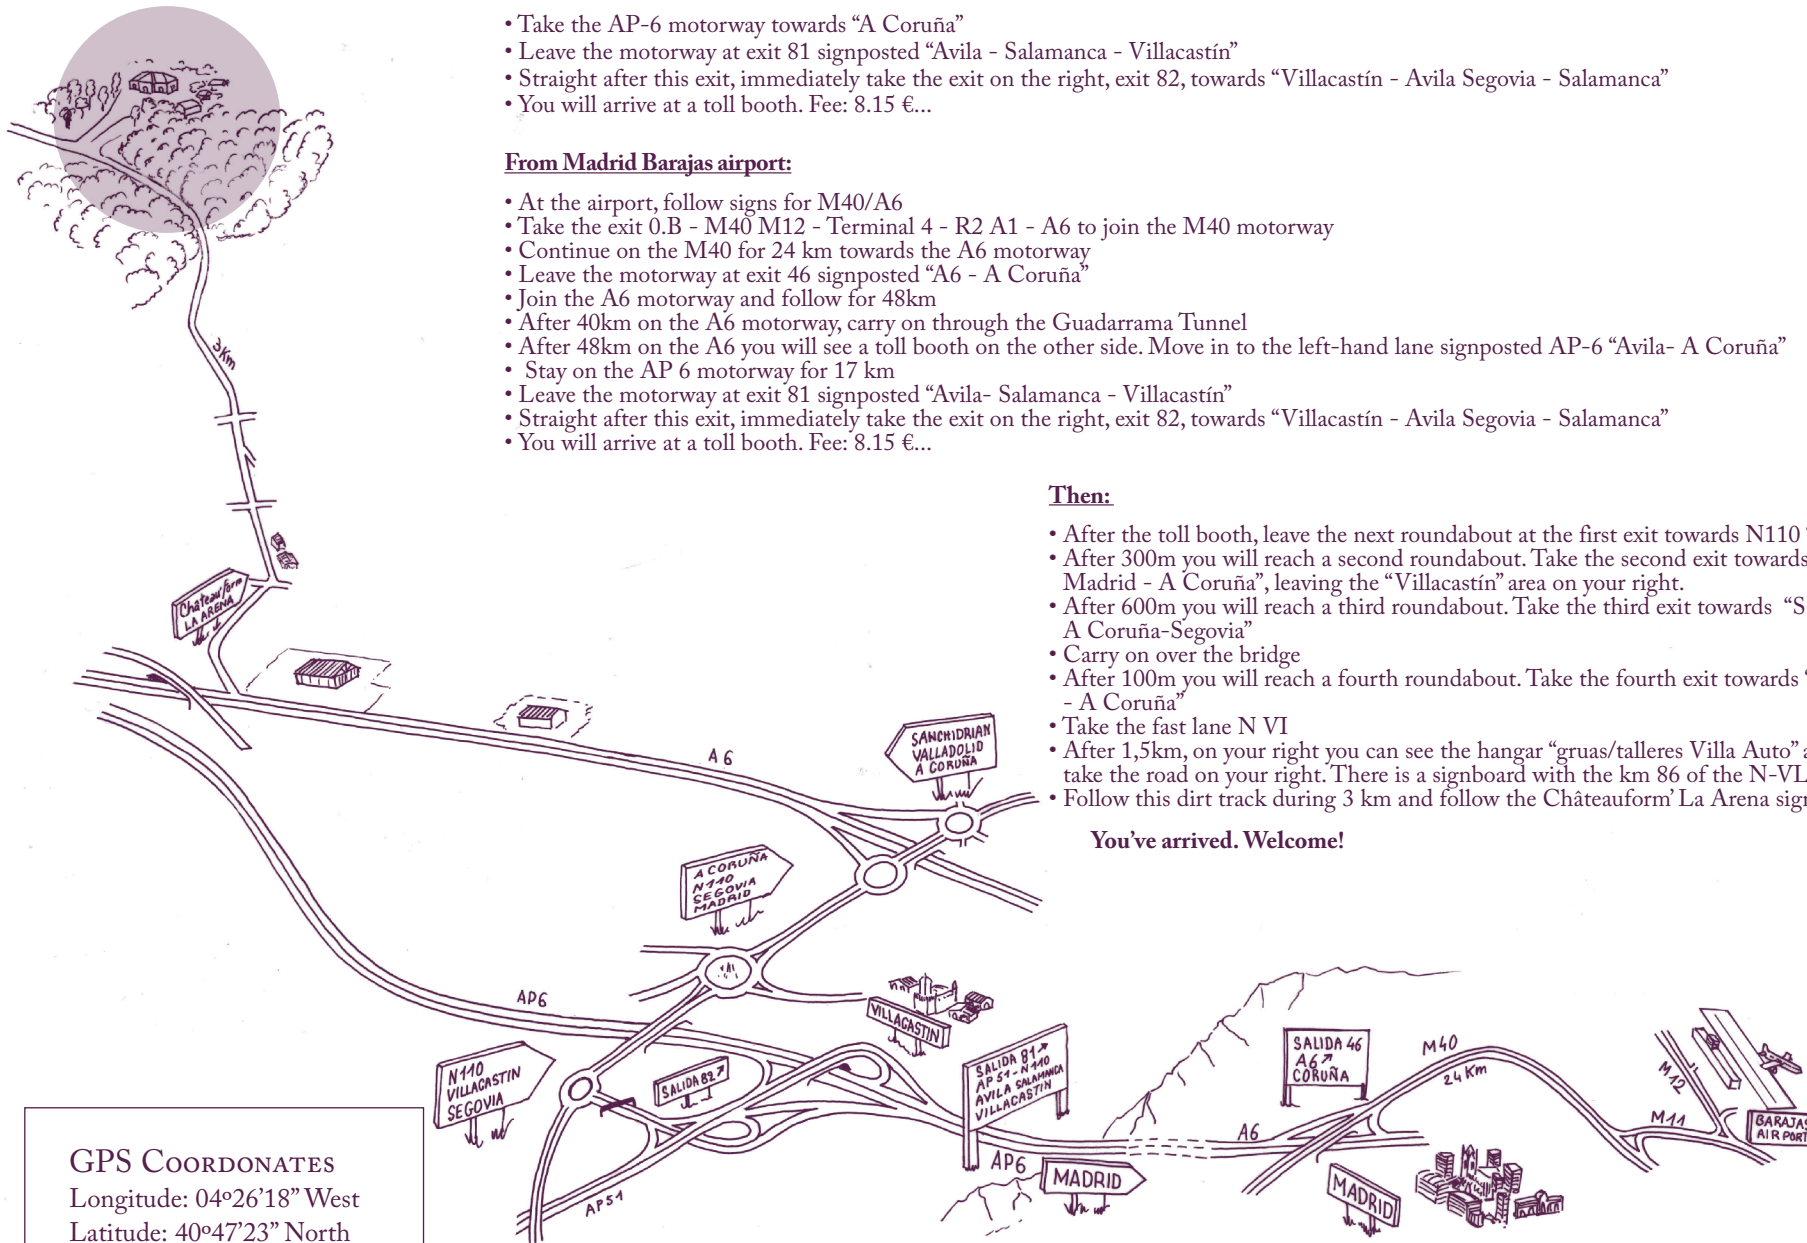 • Take the AP-6 motorway towards “A Coruña”
• Leave the motorway at exit 81 signposted “Avila - Salamanca - Villacastín”
• Straight after this exit, immediately take the exit on the right, exit 82, towards “Villacastín - Avila Segovia - Salamanca”
• You will arrive at a toll booth. Fee: 8.15 €...
From Madrid Barajas airport:
• At the airport, follow signs for M40/A6
• Take the exit 0.B - M40 M12 - Terminal 4 - R2 A1 - A6 to join the M40 motorway
• Continue on the M40 for 24 km towards the A6 motorway
• Leave the motorway at exit 46 signposted “A6 - A Coruña”
• Join the A6 motorway and follow for 48km
• After 40km on the A6 motorway, carry on through the Guadarrama Tunnel
• After 48km on the A6 you will see a toll booth on the other side. Move in to the left-hand lane signposted AP-6 “Avila- A Coruña”
• Stay on the AP 6 motorway for 17 km
• Leave the motorway at exit 81 signposted “Avila- Salamanca - Villacastín”
• Straight after this exit, immediately take the exit on the right, exit 82, towards “Villacastín - Avila Segovia - Salamanca”
• You will arrive at a toll booth. Fee: 8.15 €...
Then:
• After the toll booth, leave the next roundabout at the first exit towards N110
• After 300m you will reach a second roundabout. Take the second exit towards
Madrid - A Coruña”, leaving the “Villacastín” area on your right.
• After 600m you will reach a third roundabout. Take the third exit towards “S
A Coruña-Segovia”
• Carry on over the bridge
• After 100m you will reach a fourth roundabout. Take the fourth exit towards “
- A Coruña”
• Take the fast lane N VI
• After 1,5km, on your right you can see the hangar “gruas/talleres Villa Auto” a
take the road on your right. There is a signboard with the km 86 of the N-VI.
• Follow this dirt track during 3 km and follow the Châteauform’ La Arena sign
You’ve arrived. Welcome!
3Km
Châteauform
LA ARENA
A 6
SANCHIDRIAN
VALLADOLID
A CORUÑA
A CORUÑA
N110
SEGOVIA
MADRID
AP6
VILLACASTIN
N110
VILLACASTIN
SEGOVIA
SALIDA 82
SALIDA 81
AP51 - N110
AVILA SALAMANCA
VILLACASTIN
AP51
AP6
MADRID
A6
SALIDA 46
A6
CORUÑA
M40
24 Km
MADRID
M12
M11
BARAJAS
AIRPORT
GPS Coordonates
Longitude: 04º26’18” West
Latitude: 40º47’23” North